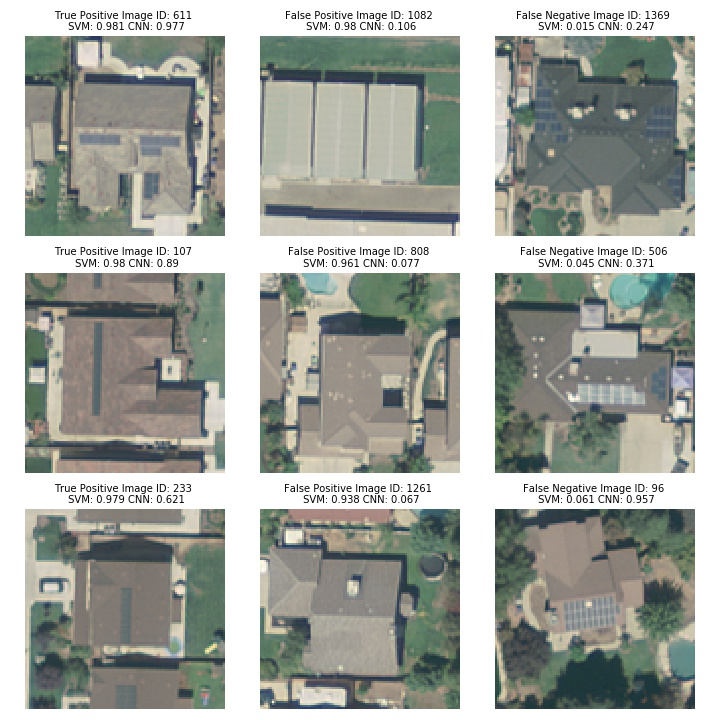 True Positive Image ID: 611
SVM: 0.981 CNN: 0.977
False Positive Image ID: 1082
SVM: 0.98 CNN: 0.106
False Negative Image ID: 1369
SVM: 0.015 CNN: 0.247
True Positive Image ID: 107
SVM: 0.98 CNN: 0.89
False Positive Image ID: 808
SVM: 0.961 CNN: 0.077
False Negative Image ID: 506
SVM: 0.045 CNN: 0.371
True Positive Image ID: 233
SVM: 0.979 CNN: 0.621
False Positive Image ID: 1261
SVM: 0.938 CNN: 0.067
False Negative Image ID: 96
SVM: 0.061 CNN: 0.957